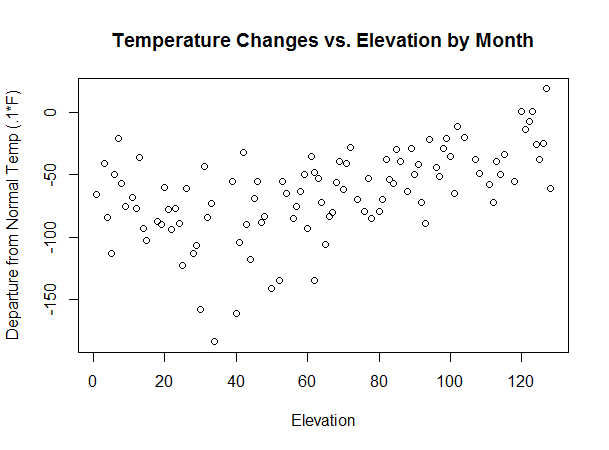 Temperature Changes vs. Elevation by Month
Departure from Normal Temp (.1*F)
0
-50
-100
-150
0 20 40 60 80 100 120
Elevation